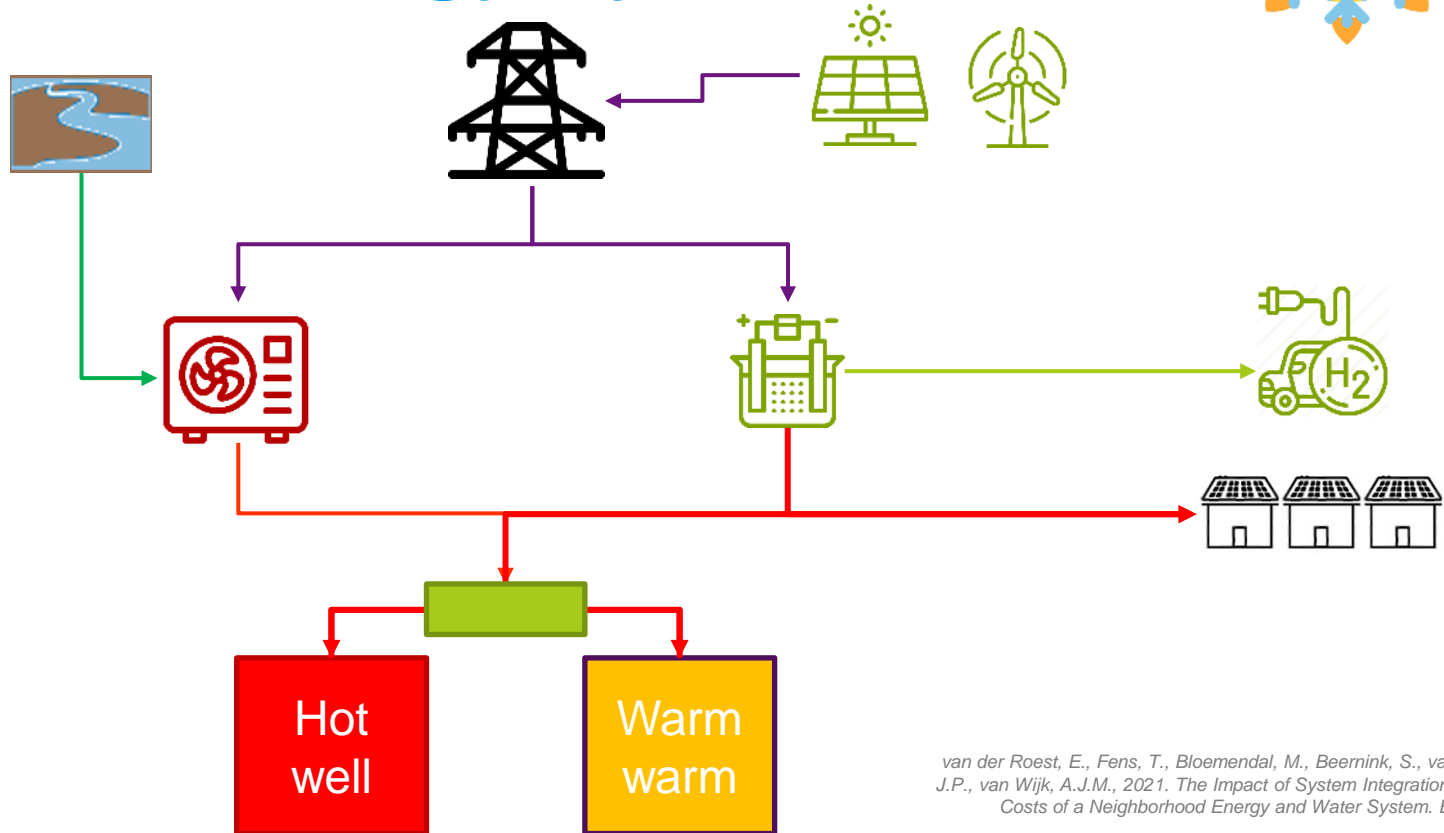 + -
H2
Hot
well
Warm
warm
van der Roest, E., Fens, T., Bloemendal, M., Beernink, S.,
J.P., van Wijk, A.J.M., 2021. The Impact of System Integration
Costs of a Neighborhood Energy and Water System.